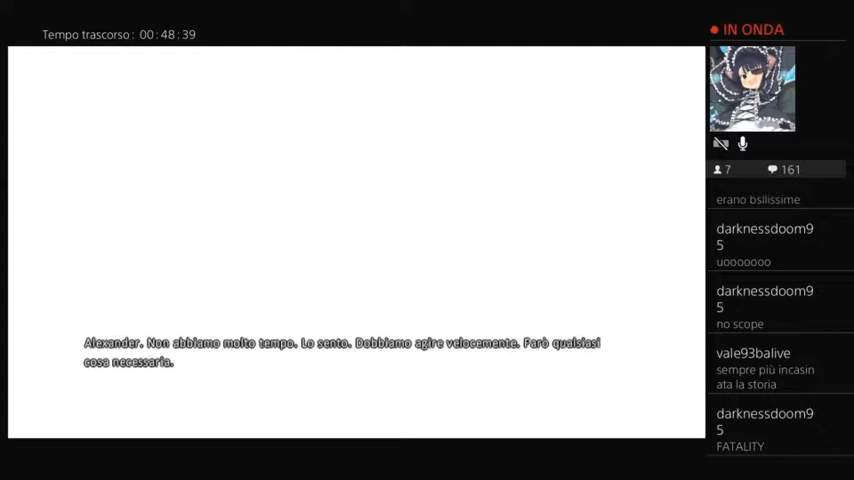 Tempo trascorso: 00:48:39
IN ONDA
7 161
erano bsllissime
darknessdoom9
5
uooooooo
darknessdoom9
5
no scope
vale93balive
sempre più incasin
ata la storia
darknessdoom9
5
FATALITY
Alexander. Non abbiamo molto tempo. Lo sento. Dobbiamo agire velocemente. Farò qualsiasi
cosa necessaria.